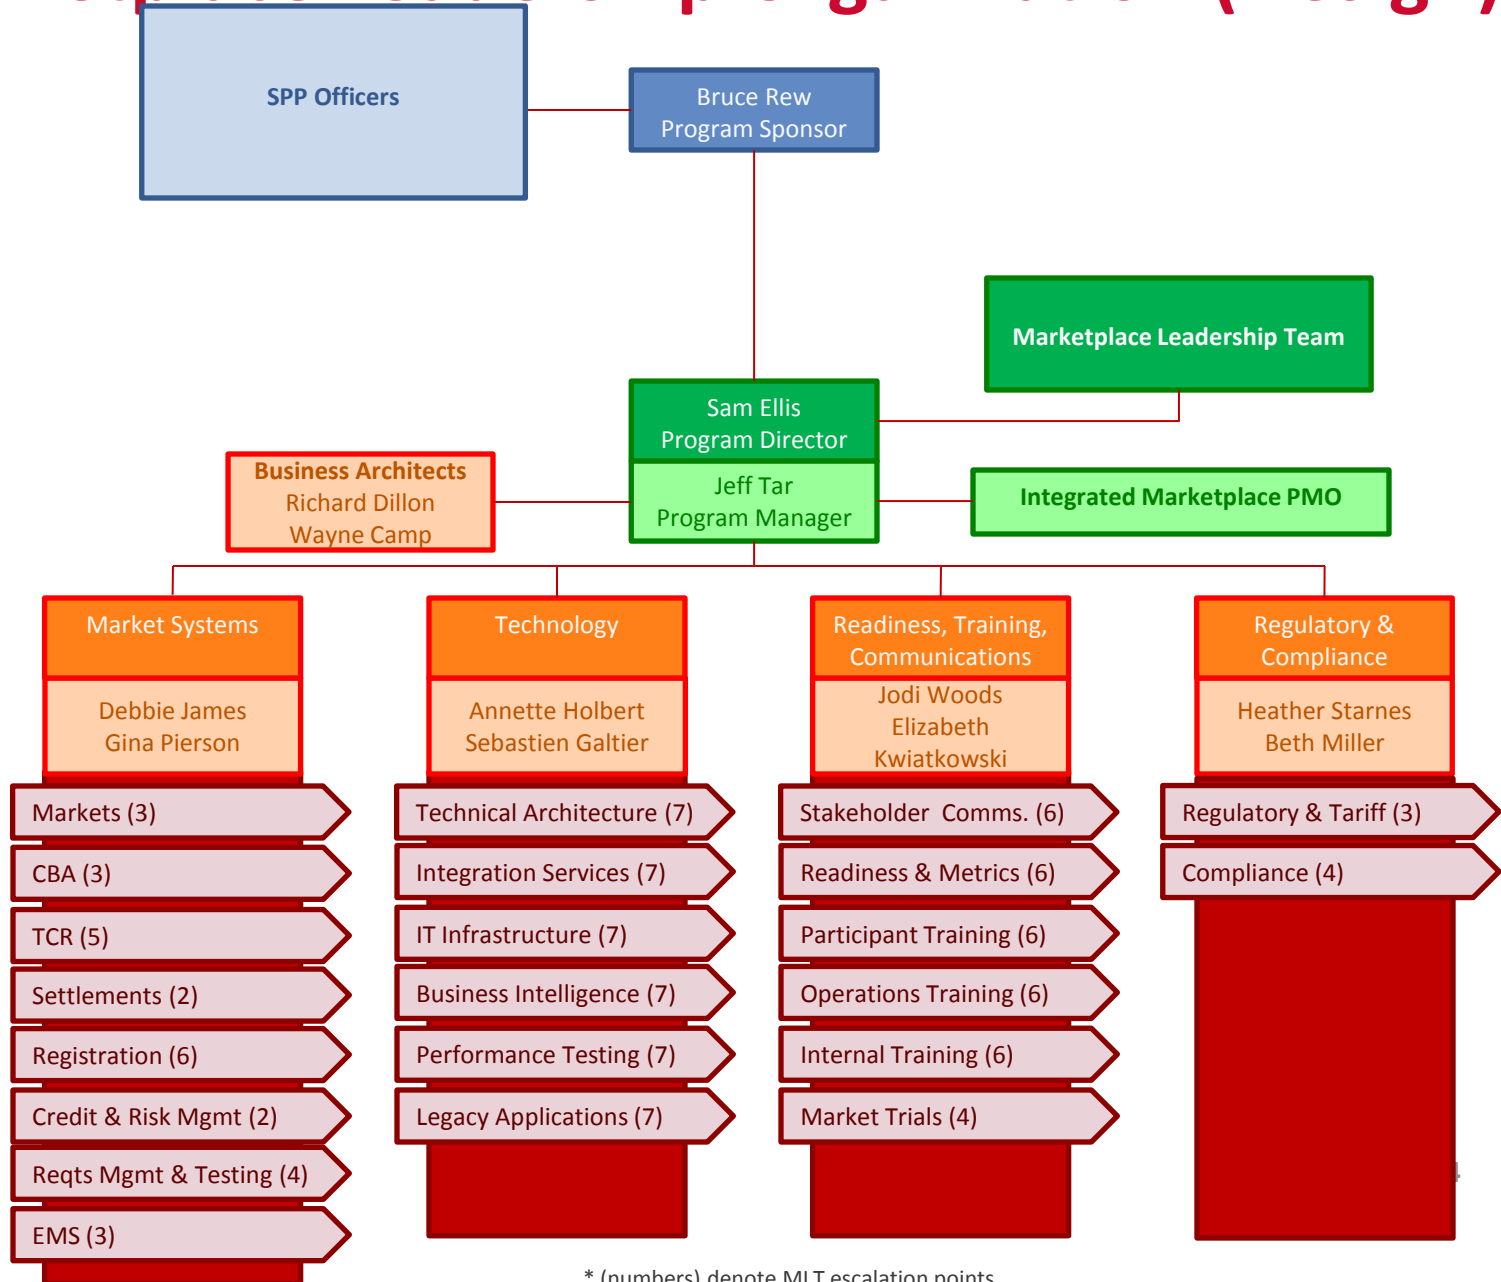 SPP Officers
Bruce Rew
Program Sponsor
Marketplace Leadership Team
Sam Ellis
Program Director
Jeff Tar
Program Manager
Business Architects
Richard Dillon
Wayne Camp
Integrated Marketplace PMO
Market Systems
Debbie James
Gina Pierson
Markets (3)
CBA (3)
TCR (5)
Settlements (2)
Registration (6)
Credit & Risk Mgmt (2)
Reqts Mgmt & Testing (4)
EMS (3)
Technology
Annette Holbert
Sebastien Galtier
Technical Architecture (7)
Integration Services (7)
IT Infrastructure (7)
Business Intelligence (7)
Performance Testing (7)
Legacy Applications (7)
Readiness, Training,
Communications
Jodi Woods
Elizabeth
Kwiatkowski
Stakeholder Comms. (6)
Readiness & Metrics (6)
Participant Training (6)
Operations Training (6)
Internal Training (6)
Market Trials (4)
Regulatory &
Compliance
Heather Starnes
Beth Miller
Regulatory & Tariff (3)
Compliance (4)
* (numbers) denote MLT escalation points